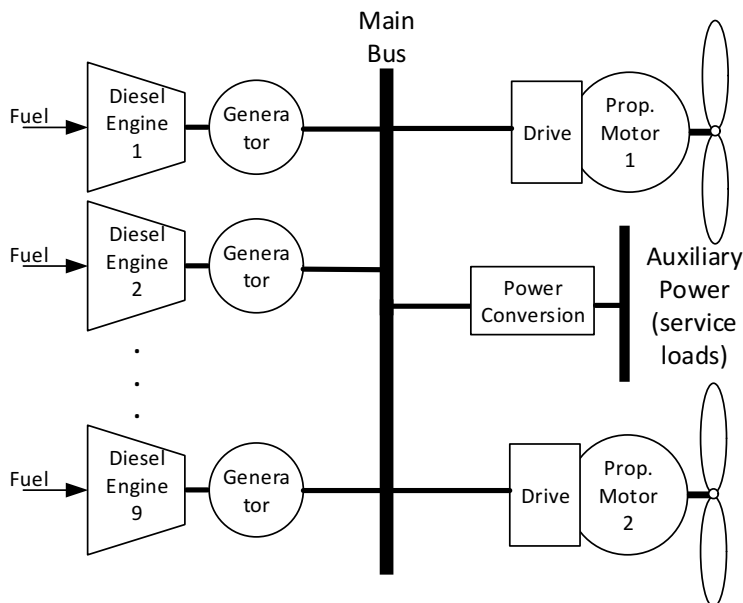 Main
Bus
Fuel
Diesel
Engine
1
Genera
tor
Drive
Prop.
Motor
1
Fuel
Diesel
Engine
2
Genera
tor
Power
Conversion
Auxiliary
Power
(service
loads)
Fuel
Diesel
Engine
9
Genera
tor
Drive
Prop.
Motor
2